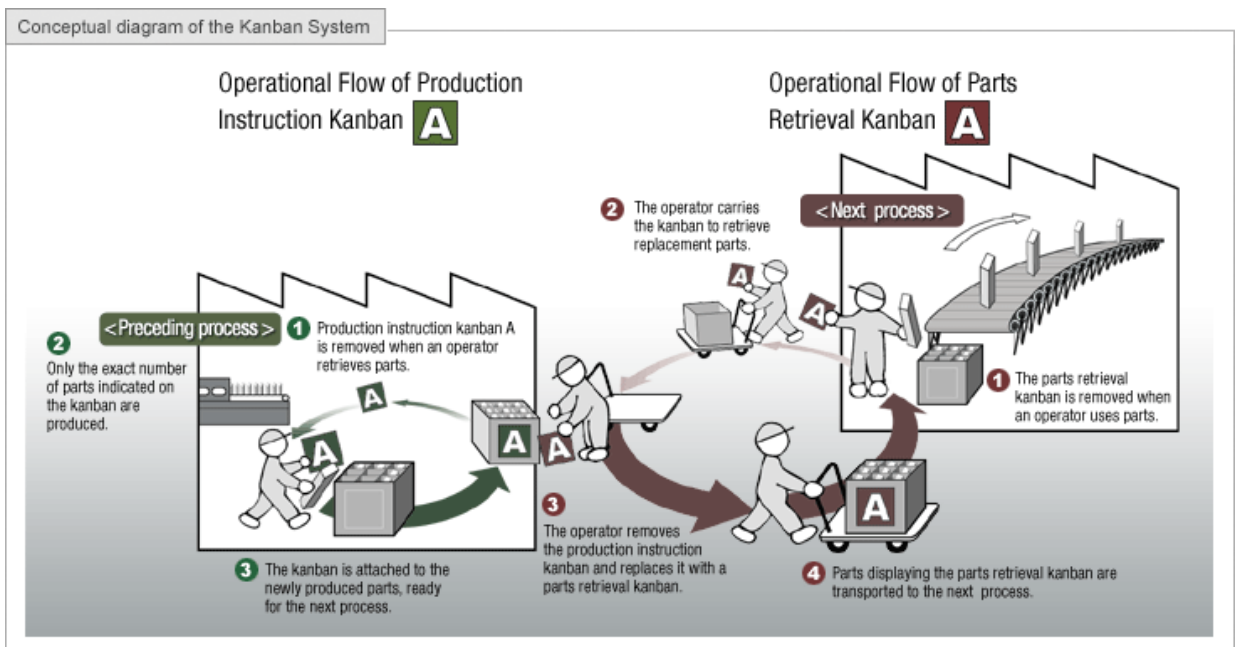 Conceptual diagram of the Kanban System
Operational Flow of Production
Instruction Kanban A
Operational Flow of Parts
Retrieval Kanban A
2 The operator carries
the kanban to retrieve
replacement parts.
< Next process >
A
A
< Preceding process >
1 Production instruction kanban A
is removed when an operator
retrieves parts.
2
Only the exact number
of parts indicated on
the kanban are
produced.
1 The parts retrieval
kanban is removed when
an operator uses parts.
A
A
A
A
A
3
The operator removes
the production instruction
kanban and replaces it with a
parts retrieval kanban.
3 The kanban is attached to the
newly produced parts, ready
for the next process.
4 Parts displaying the parts retrieval kanban are
transported to the next process.